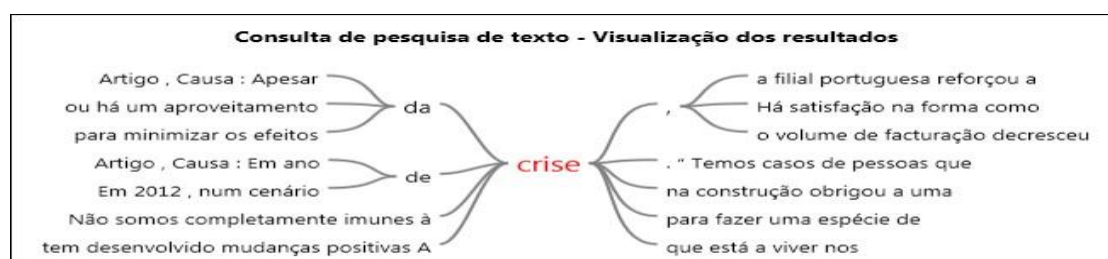 Consulta de pesquisa de texto - Visualização dos resultados
Artigo , Causa : Apesar
ou há um aproveitamento
para minimizar os efeitos
da
Artigo , Causa : Em ano
Em 2012 , num cenário
de
Não somos completamente imunes à
tem desenvolvido mudanças positivas A
crise
,
a filial portuguesa reforçou a
Há satisfação na forma como
o volume de facturação decresceu
. “ Temos casos de pessoas que
na construção obrigou a uma
para fazer uma espécie de
que está a viver nos